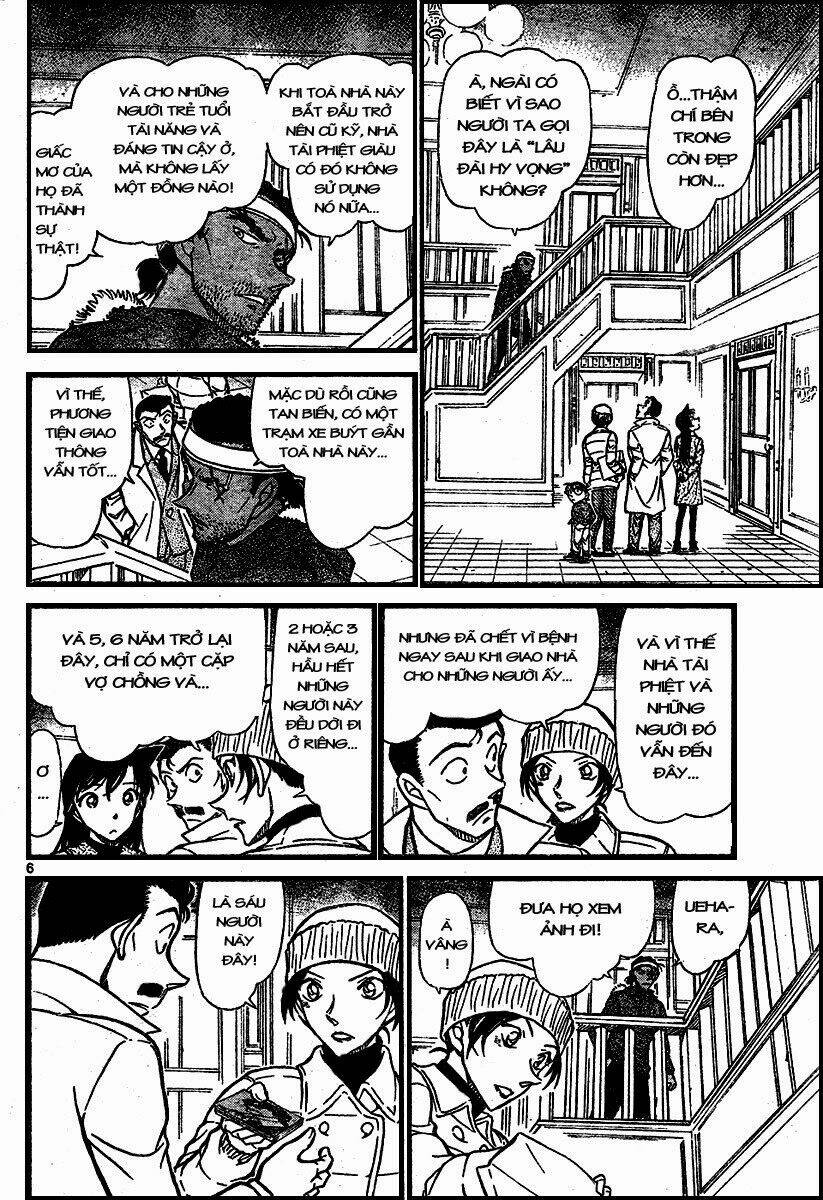 Ồ...THẬM
CHÍ BÊN
TRONG
CÒN ĐẸP
HƠN...
À, NGÀI CÓ
BIẾT VÌ SAO
NGƯỜI TA GỌI
ĐÂY LÀ "LÂU
ĐÀI HY VỌNG"
KHÔNG?
KHI TOÀ NHÀ NÀY
BẮT ĐẦU TRỞ
NÊN CŨ KỸ, NHÀ
TÀI PHIỆT GIÀU
CÓ ĐÓ KHÔNG
SỬ DỤNG
NÓ NỮA...
VÀ CHO NHỮNG
NGƯỜI TRẺ TUỔI
TÀI NĂNG VÀ
ĐÁNG TIN CẬY Ở,
MÀ KHÔNG LẤY
MỘT ĐỒNG NÀO!
GIẤC
MƠ CỦA
HỌ ĐÃ
THÀNH
SỰ
THẬT!
MẶC DÙ RỒI CŨNG
TAN BIẾN, CÓ MỘT
TRẠM XE BUÝT GẦN
TOÀ NHÀ NÀY...
VÌ THẾ,
PHƯƠNG
TIỆN GIAO
THÔNG
VẪN TỐT...
VÀ VÌ THẾ
NHÀ TÀI
PHIỆT VÀ
NHỮNG
NGƯỜI ĐÓ
VẪN ĐẾN
ĐÂY...
NHƯNG ĐÃ CHẾT VÌ BỆNH
NGAY SAU KHI GIAO NHÀ
CHO NHỮNG NGƯỜI ẤY...
2 HOẶC 3
NĂM SAU,
HẦU HẾT
NHỮNG
NGƯỜI NÀY
ĐỀU DỜI ĐI
Ở RIÊNG...
VÀ 5, 6 NĂM TRỞ LẠI
ĐÂY, CHỈ CÓ MỘT CẶP
VỢ CHỒNG VÀ...
Ơ
...
6
UEHA-
RA,
ĐƯA HỌ XEM
ẢNH ĐI!
À
VÂNG
!
LÀ SÁU
NGƯỜI
NÀY
ĐÂY!